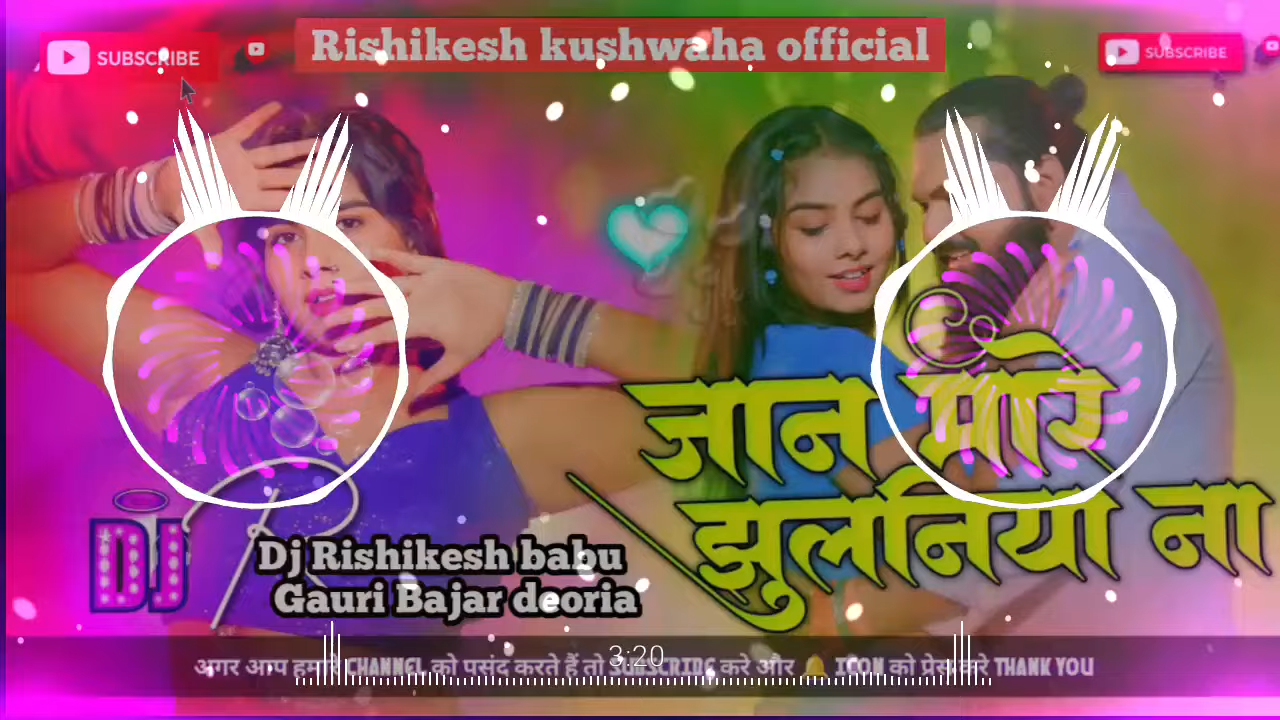 SUBSCRIBE
Rishikesh kushwaha official
SUBSCRIBE
जान मारे
झुलनिया ना
DJ R
Dj Rishikesh babu
Gauri Bajar deoria
3:20
अगर आप हमारे CHANNEL को पसंद करते हैं तो SUBSCRIBE करे और 🔔 ICON को प्रेस करे THANK YOU